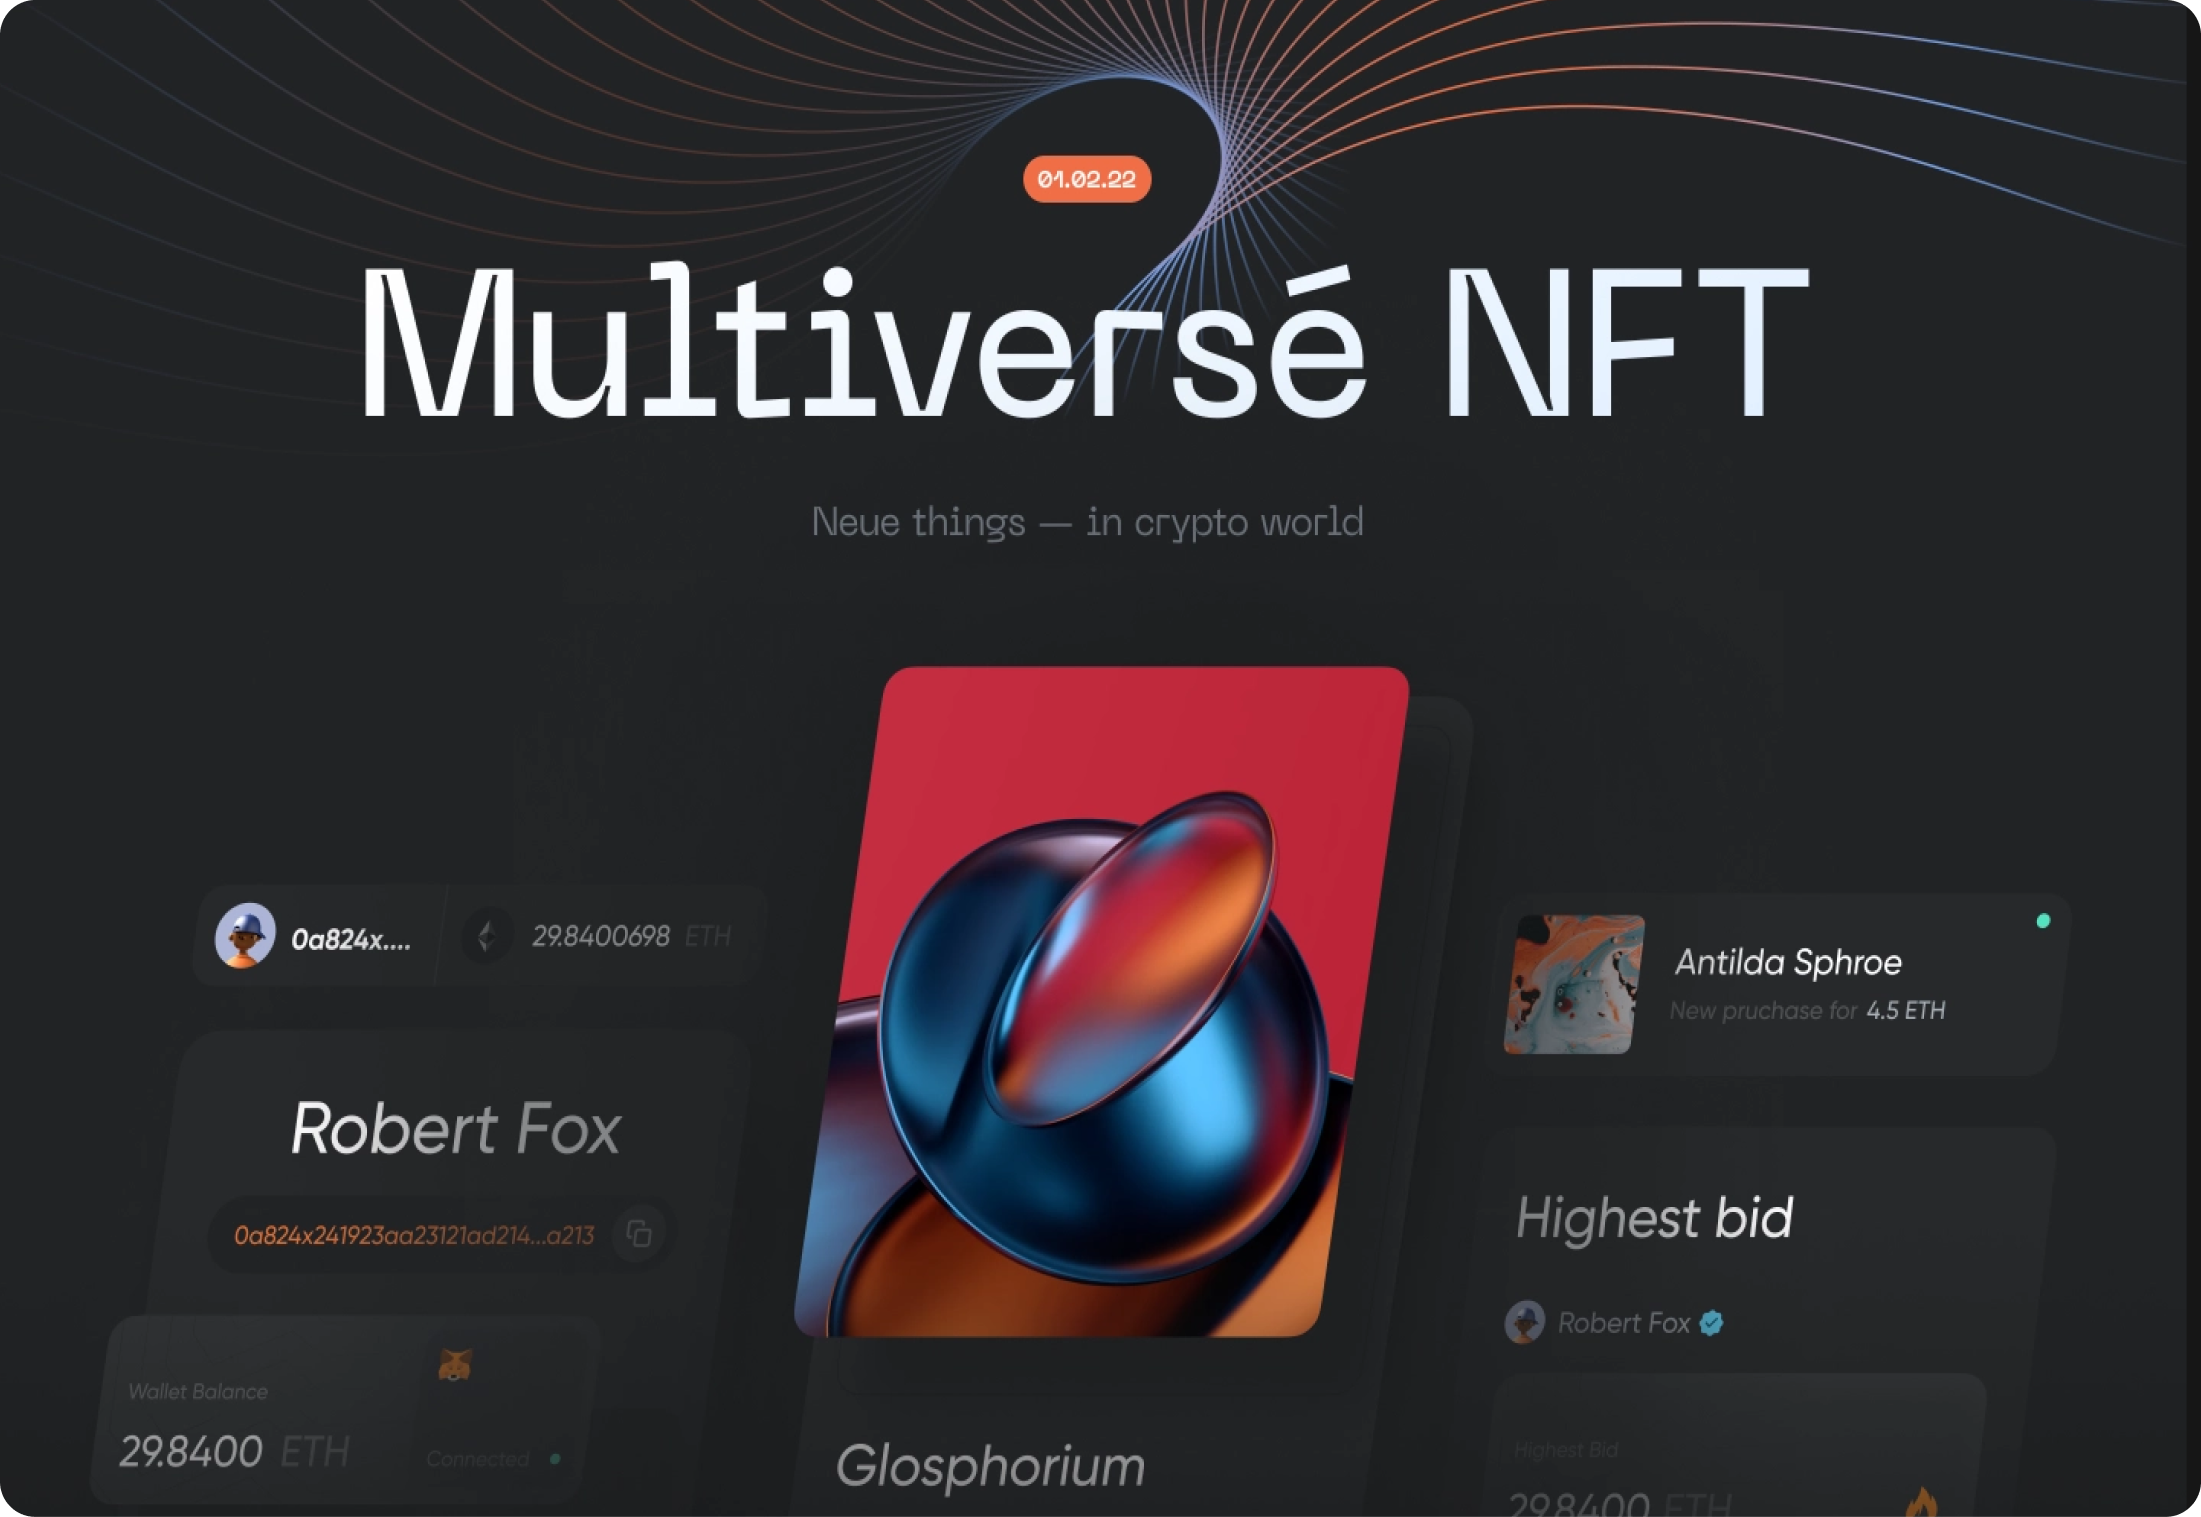 01.02.22
Multiversé NFT
Neue things — in crypto world
0a824x....
29.8400698 ETH
Robert Fox
0a824x241923aa23121ad214...a213
Wallet Balance
29.8400 ETH
Connected
Glosphorium
Antilda Sphroe
New pruchase for 4.5 ETH
Highest bid
Robert Fox
Highest Bid
29.8400 ETH